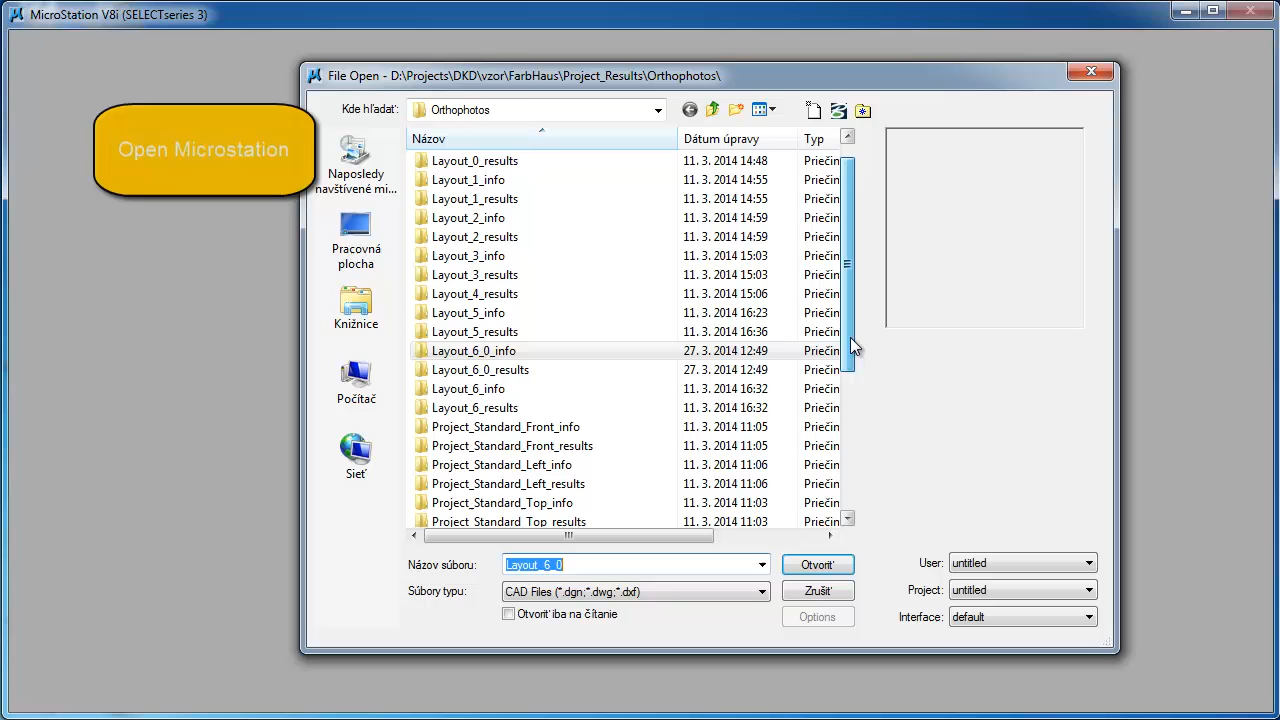 MicroStation V8i (SELECTseries 3)
File Open - D:\Projects\DKD\vzor\FarbHaus\Project_Results\Orthophotos\
Open Microstation
Kde hľadať:
Orthophotos
Názov
Dátum úpravy
Typ
Layout_0_results 11. 3. 2014 14:48 Priečin
Layout_1_info 11. 3. 2014 14:55 Priečin
Layout_1_results 11. 3. 2014 14:55 Priečin
Layout_2_info 11. 3. 2014 14:59 Priečin
Layout_2_results 11. 3. 2014 14:59 Priečin
Layout_3_info 11. 3. 2014 15:03 Priečin
Layout_3_results 11. 3. 2014 15:03 Priečin
Layout_4_results 11. 3. 2014 15:06 Priečin
Layout_5_info 11. 3. 2014 16:23 Priečin
Layout_5_results 11. 3. 2014 16:36 Priečin
Layout_6_0_info 27. 3. 2014 12:49 Priečin
Layout_6_0_results 27. 3. 2014 12:49 Priečin
Layout_6_info 11. 3. 2014 16:32 Priečin
Layout_6_results 11. 3. 2014 16:32 Priečin
Project_Standard_Front_info 11. 3. 2014 11:05 Priečin
Project_Standard_Front_results 11. 3. 2014 11:05 Priečin
Project_Standard_Left_info 11. 3. 2014 11:06 Priečin
Project_Standard_Left_results 11. 3. 2014 11:06 Priečin
Project_Standard_Top_info 11. 3. 2014 11:03 Priečin
Project_Standard_Top_results 11. 3. 2014 11:03 Priečin
Naposledy
navštívené mi...
Pracovná
plocha
Knižnice
Počítač
Sieť
Názov súboru: Layout_6_0 Otvoriť
Súbory typu: CAD Files (*.dgn;*.dwg;*.dxf) Zrušiť
Otvoriť iba na čítanie Options
User: untitled
Project: untitled
Interface: default